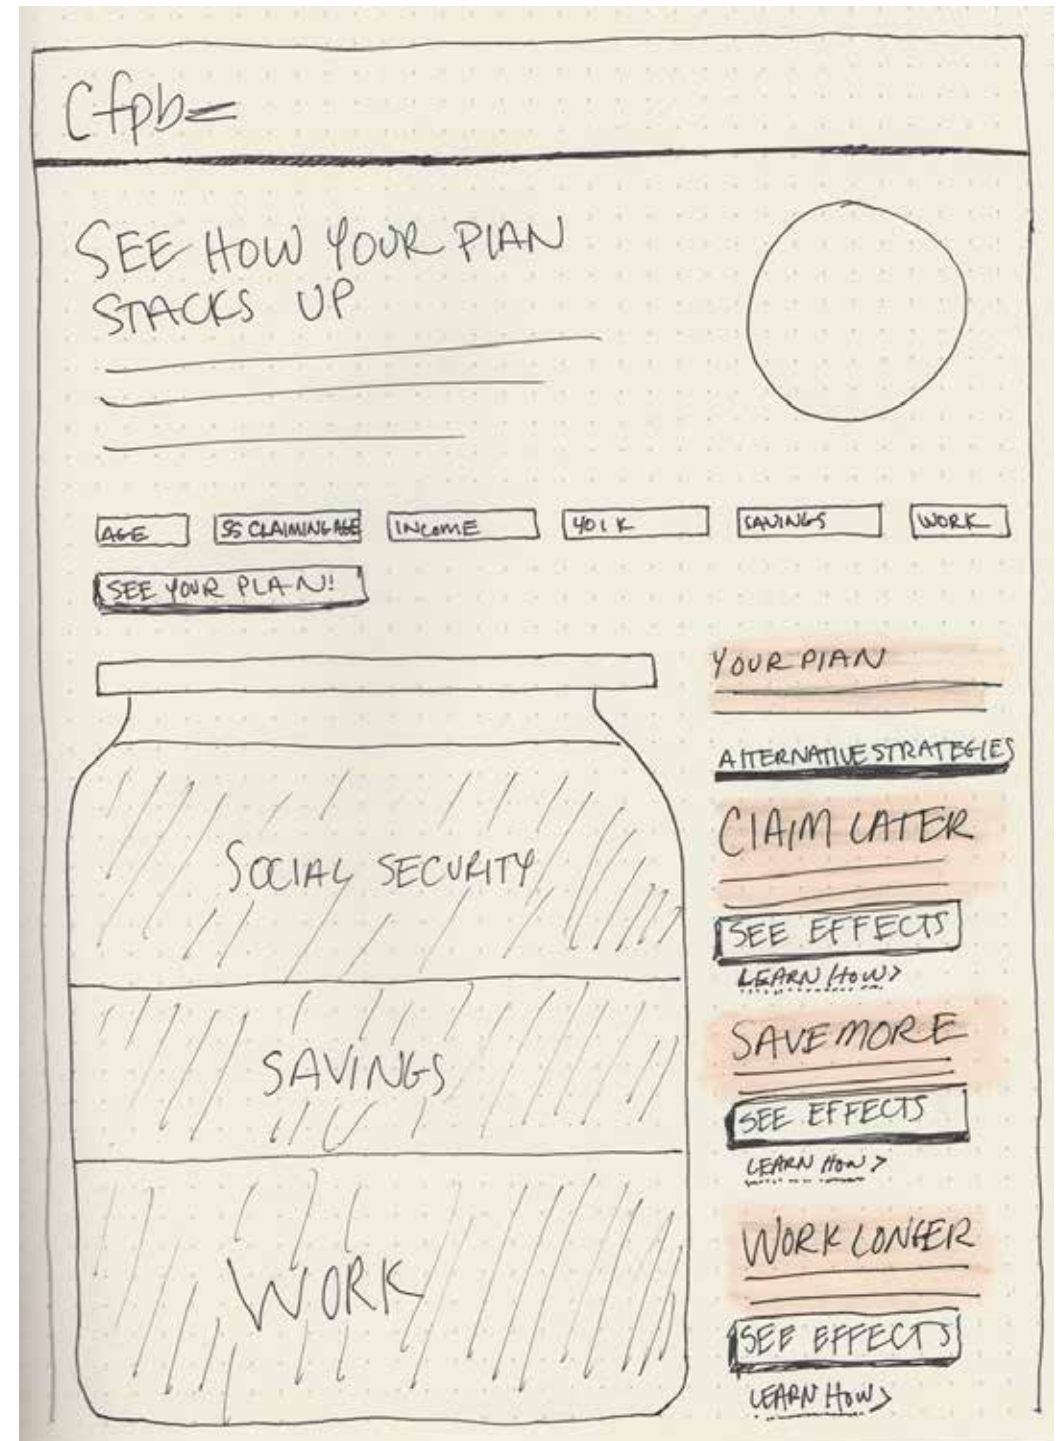 Cfpb
SEE HOW YOUR PLAN
STACKS UP
AGE
SS CLAIMING AGE
INCOME
401K
SAVINGS
WORK
SEE YOUR PLAN!
SOCIAL SECURITY
SAVINGS
WORK
YOUR PLAN
ALTERNATIVE STRATEGIES
CLAIM LATER
SEE EFFECTS
LEARN HOW>
SAVE MORE
SEE EFFECTS
LEARN HOW>
WORK LONGER
SEE EFFECTS
LEARN HOW>